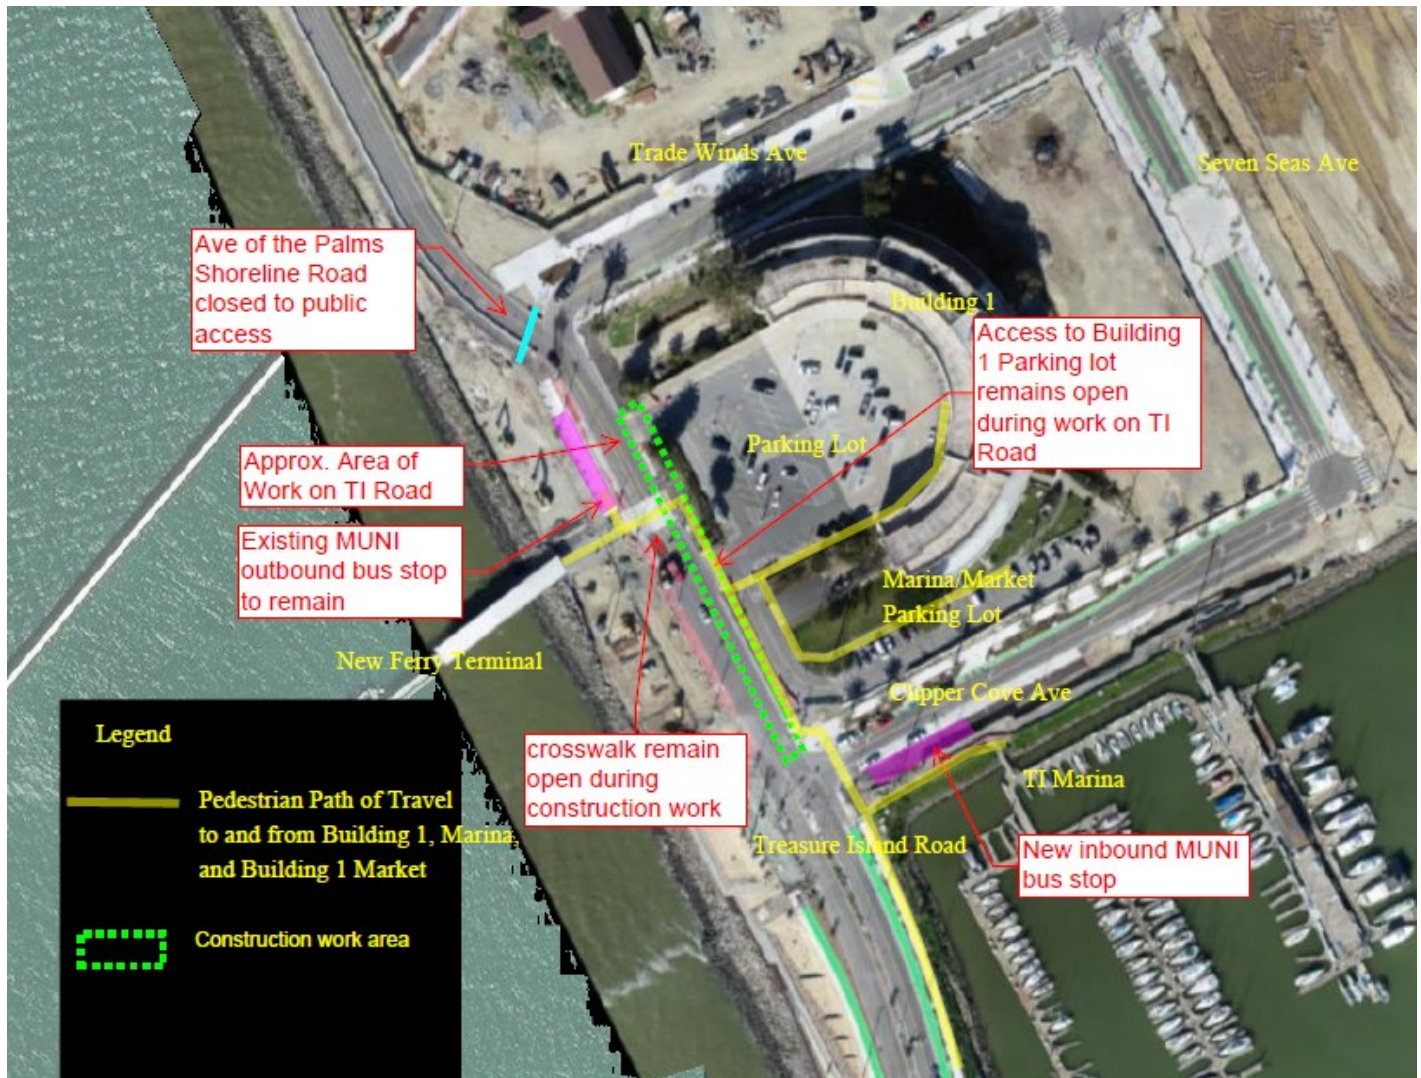 Trade Winds Ave
Seven Seas Ave
Ave of the Palms
Shoreline Road
closed to public
access
Building 1
Access to Building
1 Parking lot
remains open
during work on TI
Road
Parking Lot
Approx. Area of
Work on TI Road
Existing MUNI
outbound bus stop
to remain
Marina/Market
Parking Lot
New Ferry Terminal
Clipper Cove Ave
crosswalk remain
open during
construction work
TI Marina
Treasure Island Road
New inbound MUNI
bus stop
Legend
Pedestrian Path of Travel
to and from Building 1, Marina,
and Building 1 Market
Construction work area